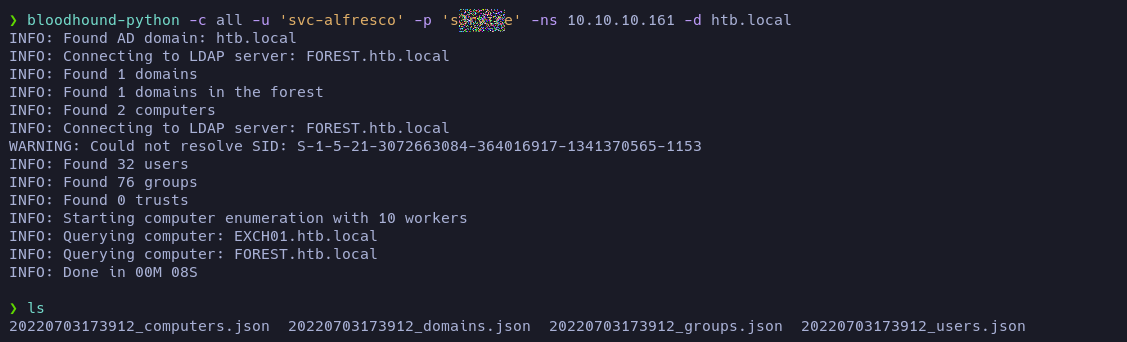 ❯ bloodhound-python -c all -u 'svc-alfresco' -p ' -ns 10.10.10.161 -d htb.local
INFO: Found AD domain: htb.local
INFO: Connecting to LDAP server: FOREST.htb.local
INFO: Found 1 domains
INFO: Found 1 domains in the forest
INFO: Found 2 computers
INFO: Connecting to LDAP server: FOREST.htb.local
WARNING: Could not resolve SID: S-1-5-21-3072663084-364016917-1341370565-1153
INFO: Found 32 users
INFO: Found 76 groups
INFO: Found 0 trusts
INFO: Starting computer enumeration with 10 workers
INFO: Querying computer: EXCH01.htb.local
INFO: Querying computer: FOREST.htb.local
INFO: Done in 00M 08S
❯ ls
20220703173912_computers.json 20220703173912_domains.json 20220703173912_groups.json 20220703173912_users.json